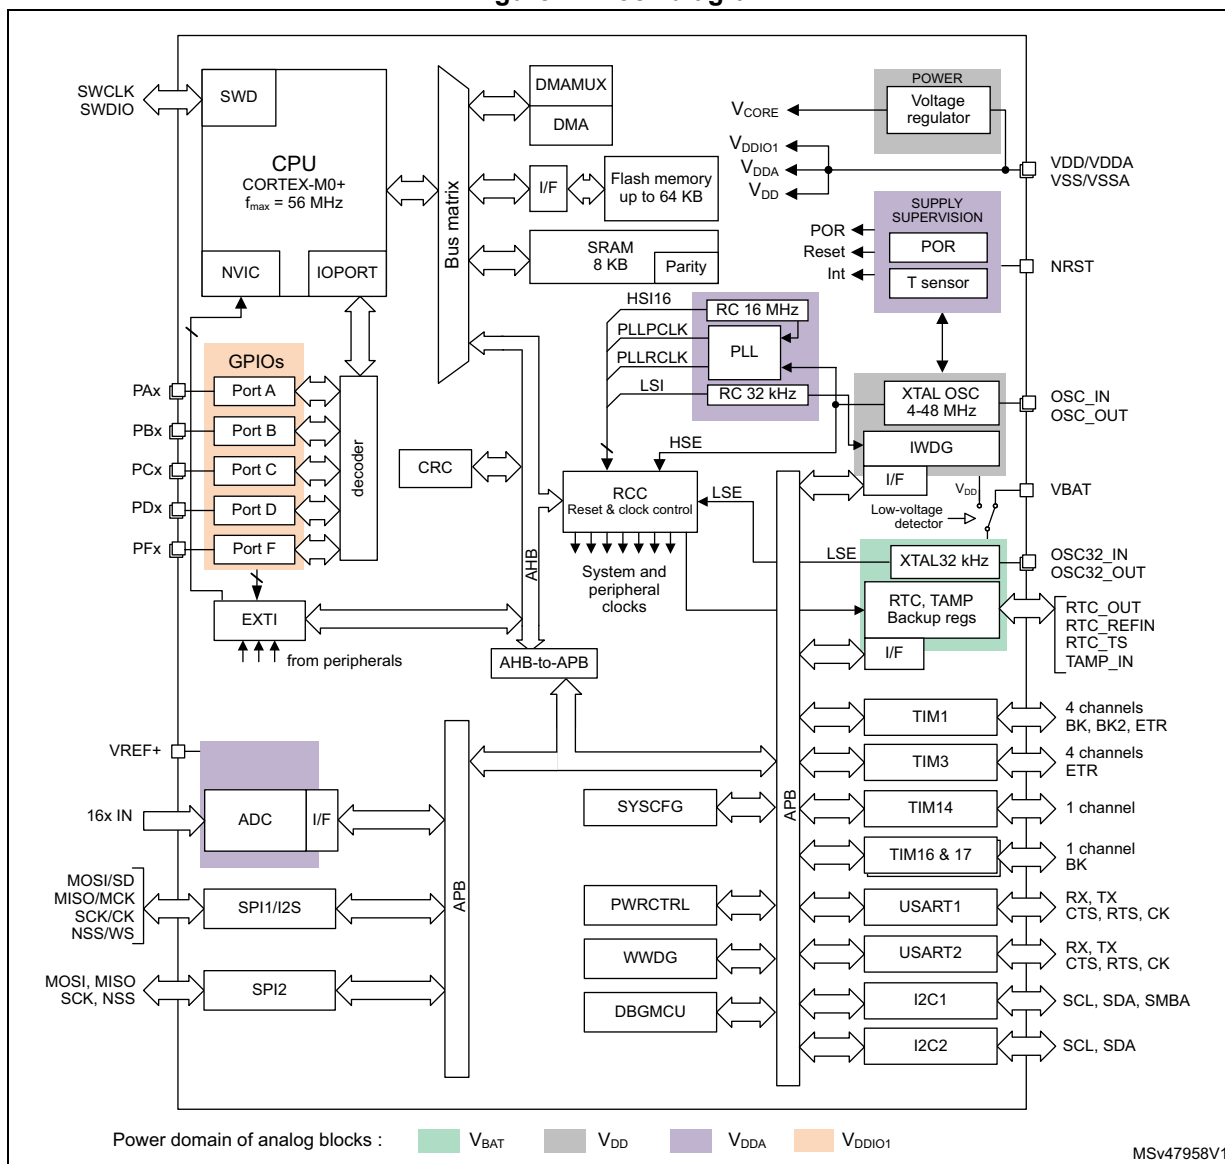 SWCLK
SWDIO
SWD
CPU
CORTEX-M0+
fmax = 56 MHz
NVIC
IOPORT
Bus matrix
DMAMUX
DMA
I/F
Flash memory
up to 64 KB
SRAM
8 KB
Parity
POWER
Voltage
regulator
VCORE
VDDIO1
VDDA
VDD
VDD/VDDA
VSS/VSSA
SUPPLY
SUPERVISION
POR
Reset
Int
POR
T sensor
NRST
HSI16
PLLPCLK
PLLRCLK
LSI
RC 16 MHz
PLL
RC 32 kHz
XTAL OSC
4-48 MHz
IWDG
I/F
OSC_IN
OSC_OUT
HSE
GPIOs
PAx
Port A
PBx
Port B
PCx
Port C
PDx
Port D
PFx
Port F
decoder
CRC
RCC
Reset & clock control
LSE
VDD
VBAT
Low-voltage
detector
LSE
XTAL32 kHz
OSC32_IN
OSC32_OUT
System and
peripheral
clocks
AHB
RTC, TAMP
Backup regs
I/F
RTC_OUT
RTC_REFIN
RTC_TS
TAMP_IN
EXTI
from peripherals
AHB-to-APB
VREF+
16x IN
ADC
I/F
MOSI/SD
MISO/MCK
SCK/CK
NSS/WS
SPI1/I2S
MOSI, MISO
SCK, NSS
SPI2
APB
SYSCFG
PWRCTRL
WWDG
DBGMCU
APB
TIM1
4 channels
BK, BK2, ETR
TIM3
4 channels
ETR
TIM14
1 channel
TIM16 & 17
1 channel
BK
USART1
RX, TX
CTS, RTS, CK
USART2
RX, TX
CTS, RTS, CK
I2C1
SCL, SDA, SMBA
I2C2
SCL, SDA
Power domain of analog blocks :
VBAT
VDD
VDDA
VDDIO1
MSv47958V1